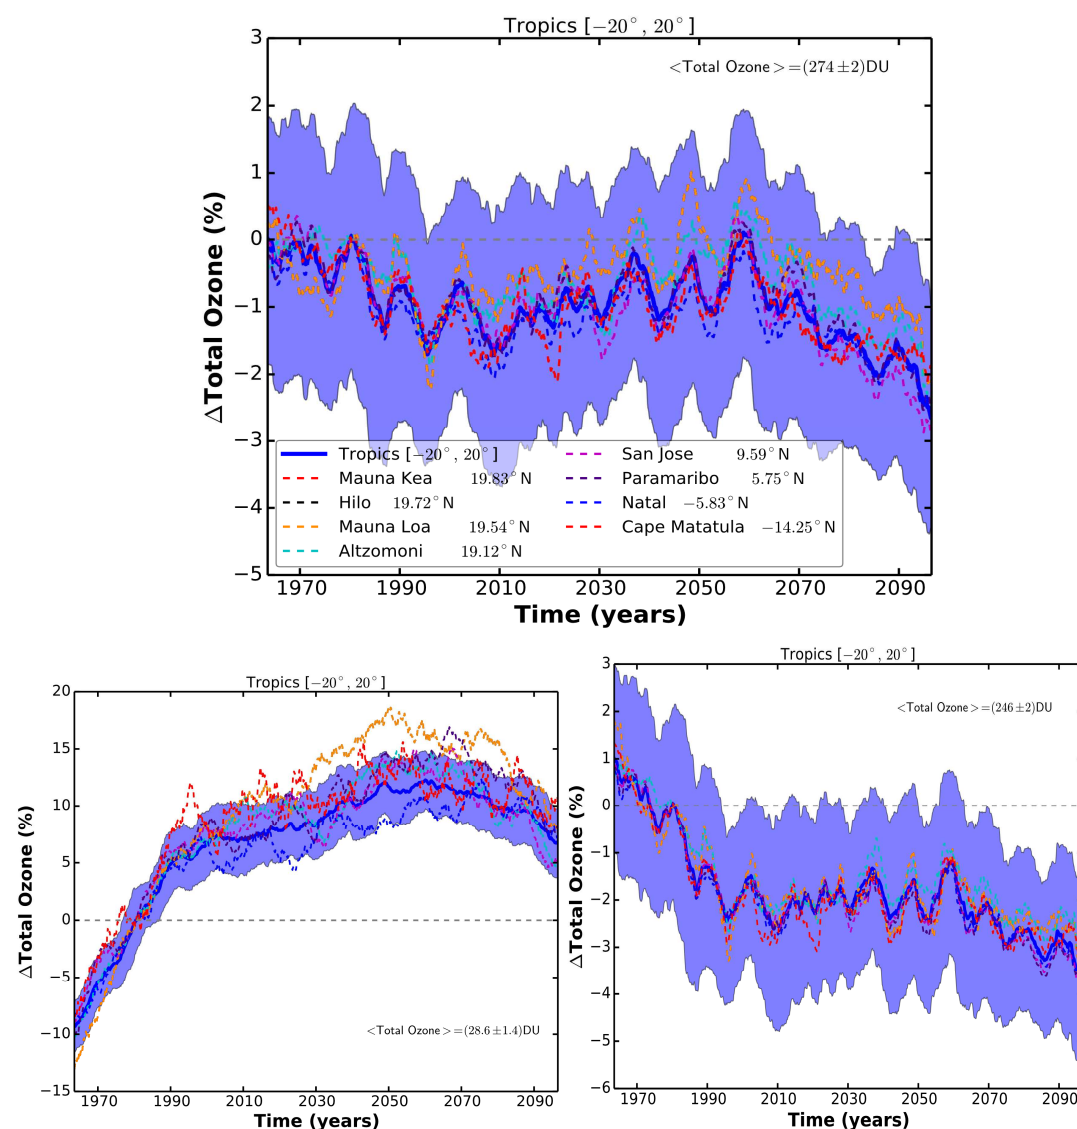 Tropics [−20°, 20°]
<Total Ozone>=(274±2)DU
3
2
1
0
−1
−2
−3
−4
−5
ΔTotal Ozone (%)
Tropics [−20°, 20°]
Mauna Kea 19.83°N
Hilo 19.72°N
Mauna Loa 19.54°N
Altzomoni 19.12°N
San Jose 9.59°N
Paramaribo 5.75°N
Natal −5.83°N
Cape Matatula −14.25°N
1970 1990 2010 2030 2050 2070 2090
Time (years)
Tropics [−20°, 20°]
20
15
10
5
0
−5
−10
−15
ΔTotal Ozone (%)
<Total Ozone>=(28.6±1.4)DU
1970 1990 2010 2030 2050 2070 2090
Time (years)
Tropics [−20°, 20°]
<Total Ozone>=(246±2)DU
3
2
1
0
−1
−2
−3
−4
−5
−6
ΔTotal Ozone (%)
1970 1990 2010 2030 2050 2070 209
Time (years)